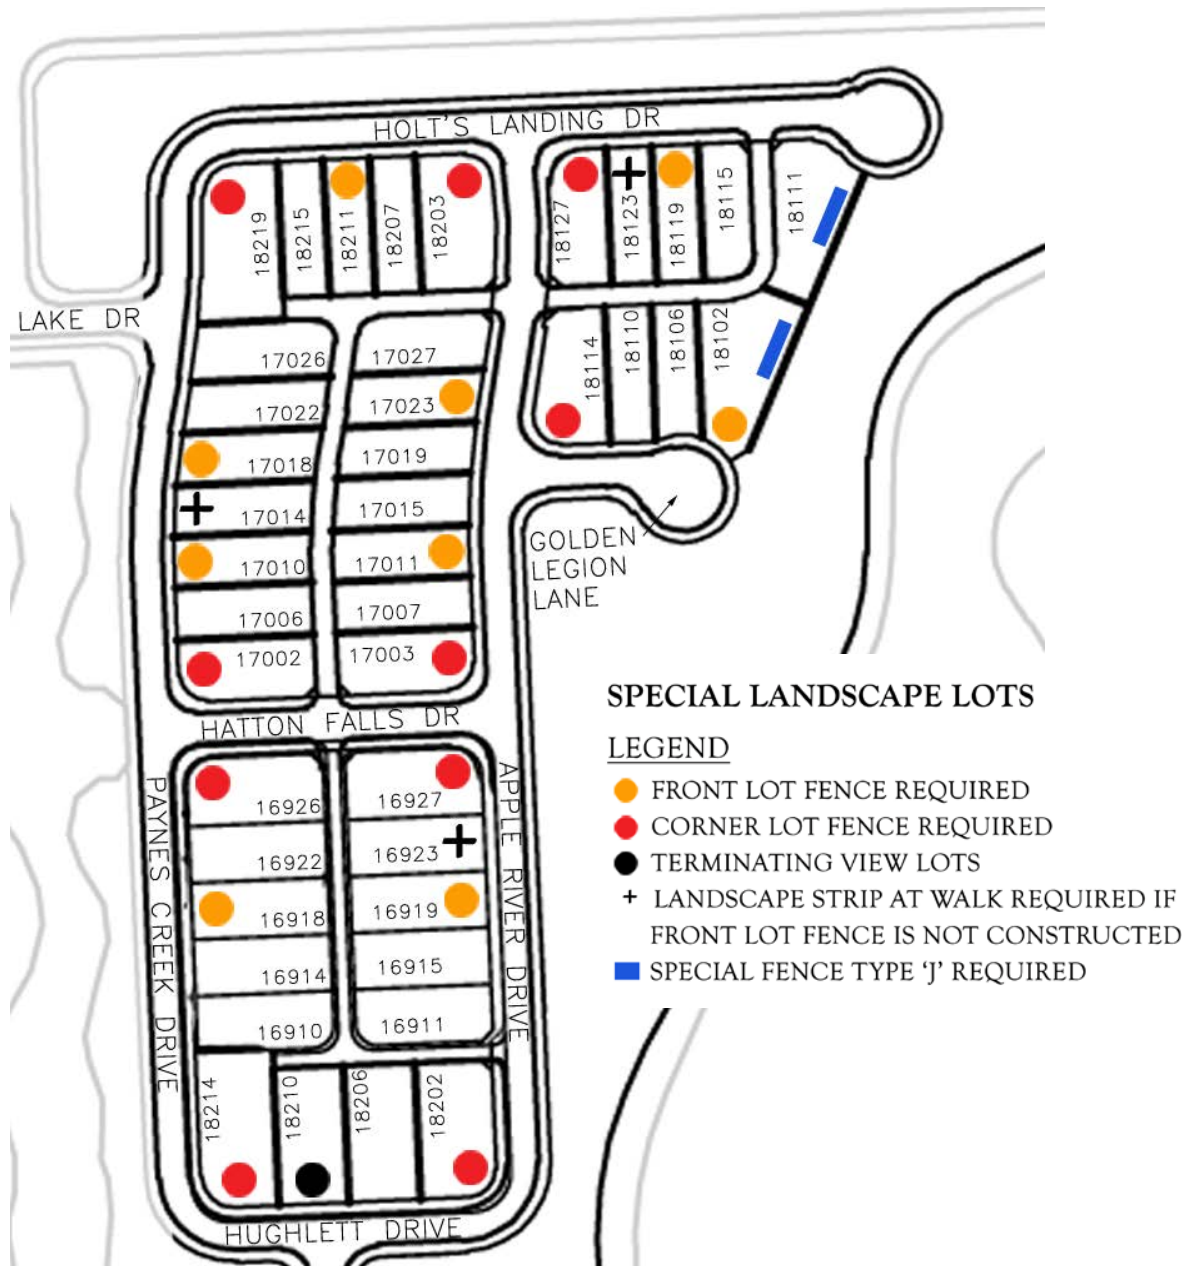 HOLT'S LANDING DR
18219
18215
18211
18207
18203
18127
18123
18119
18115
18111
LAKE DR
18114
18110
18106
18102
17026
17027
17022
17023
17018
17019
17014
17015
17010
17011
17006
17007
17002
17003
GOLDEN
LEGION
LANE
HATTON FALLS DR
PAYNES CREEK DRIVE
APPLE RIVER DRIVE
16926
16927
16922
16923
16918
16919
16914
16915
16910
16911
18214
18210
18206
18202
HUGHLETT DRIVE
SPECIAL LANDSCAPE LOTS
LEGEND
FRONT LOT FENCE REQUIRED
CORNER LOT FENCE REQUIRED
TERMINATING VIEW LOTS
+ LANDSCAPE STRIP AT WALK REQUIRED IF
FRONT LOT FENCE IS NOT CONSTRUCTED
SPECIAL FENCE TYPE 'J' REQUIRED